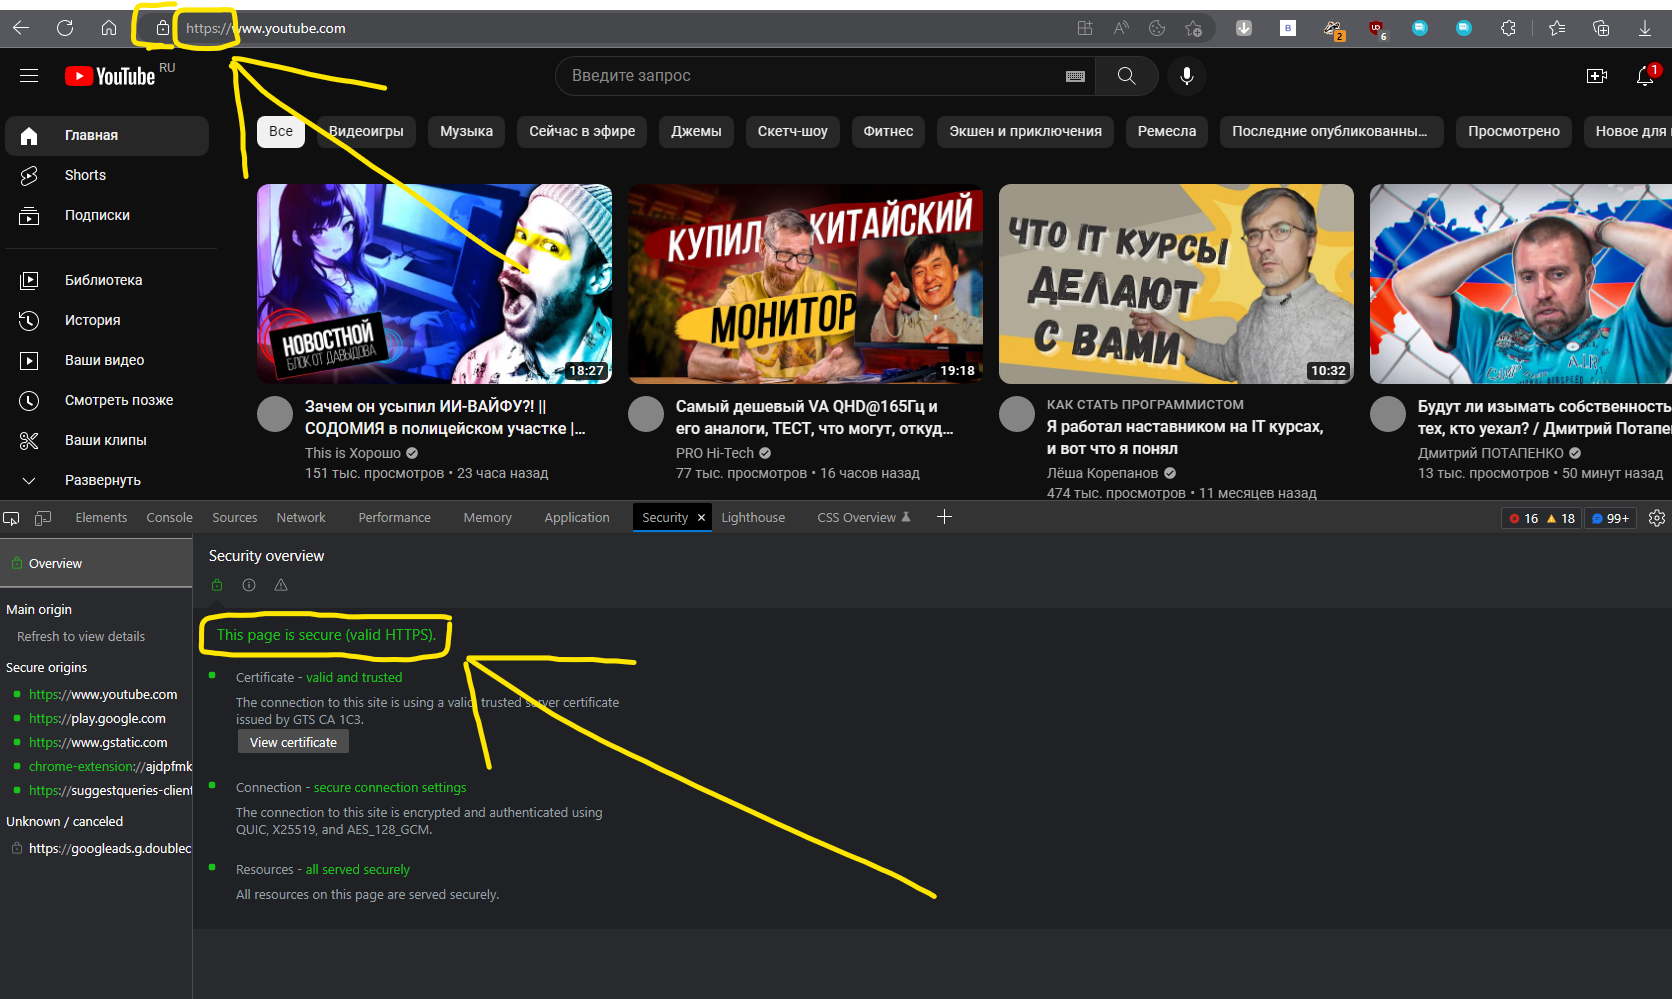 https://www.youtube.com
B
2
UD
6
YouTube RU
Введите запрос
1
Все
Видеоигры
Музыка
Сейчас в эфире
Джемы
Скетч-шоу
Фитнес
Экшен и приключения
Ремесла
Последние опубликованны...
Просмотрено
Новое для
Главная
Shorts
Подписки
Библиотека
История
Ваши видео
Смотреть позже
Ваши клипы
Развернуть
НОВОСТНОЙ
БЛОК ОТ ДАВЫДОВА
18:27
Зачем он усыпил ИИ-ВАЙФУ?! ||
СОДОМИЯ в полицейском участке |...
This is Хорошо
151 тыс. просмотров • 23 часа назад
КУПИЛ КИТАЙСКИЙ
МОНИТОР
19:18
Самый дешевый VA QHD@165Гц и
его аналоги, ТЕСТ, что могут, откуд...
PRO Hi-Tech
77 тыс. просмотров • 16 часов назад
ЧТО IT КУРСЫ
ДЕЛАЮТ
С ВАМИ
10:32
КАК СТАТЬ ПРОГРАММИСТОМ
Я работал наставником на IT курсах,
и вот что я понял
Лёша Корепанов
474 тыс. просмотров • 11 месяцев назад
Будут ли изымать собственность
тех, кто уехал? / Дмитрий Потапе
Дмитрий ПОТАПЕНКО
13 тыс. просмотров • 50 минут назад
Elements
Console
Sources
Network
Performance
Memory
Application
Security
Lighthouse
CSS Overview
16
18
99+
Overview
Main origin
Refresh to view details
Secure origins
https://www.youtube.com
https://play.google.com
https://www.gstatic.com
chrome-extension://ajdpfmk
https://suggestqueries-client
Unknown / canceled
https://googleads.g.doublec
Security overview
This page is secure (valid HTTPS).
Certificate - valid and trusted
The connection to this site is using a valid, trusted server certificate
issued by GTS CA 1C3.
View certificate
Connection - secure connection settings
The connection to this site is encrypted and authenticated using
QUIC, X25519, and AES_128_GCM.
Resources - all served securely
All resources on this page are served securely.